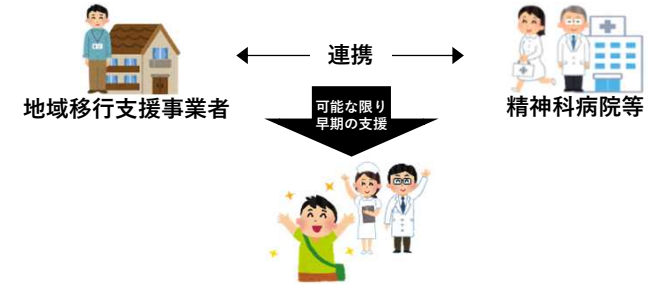 連携
地域移行支援事業者
精神科病院等
可能な限り
早期の支援